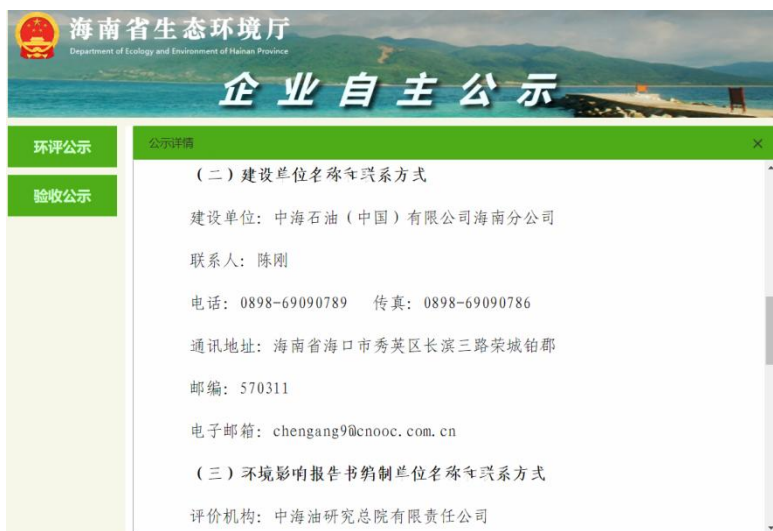 海南省生态环境厅
Department of Ecology and Environment of Hainan Province
企业自主公示
环评公示
验收公示
公示详情
（二）建设单位名称和联系方式
建设单位：中海石油（中国）有限公司海南分公司
联系人：陈刚
电话：0898-69090789 传真：0898-69090786
通讯地址：海南省海口市秀英区长滨三路荣城铂郡
邮编：570311
电子邮箱：chengang9@cnooc.com.cn
（三）环境影响报告书编制单位名称和联系方式
评价机构：中海油研究总院有限责任公司